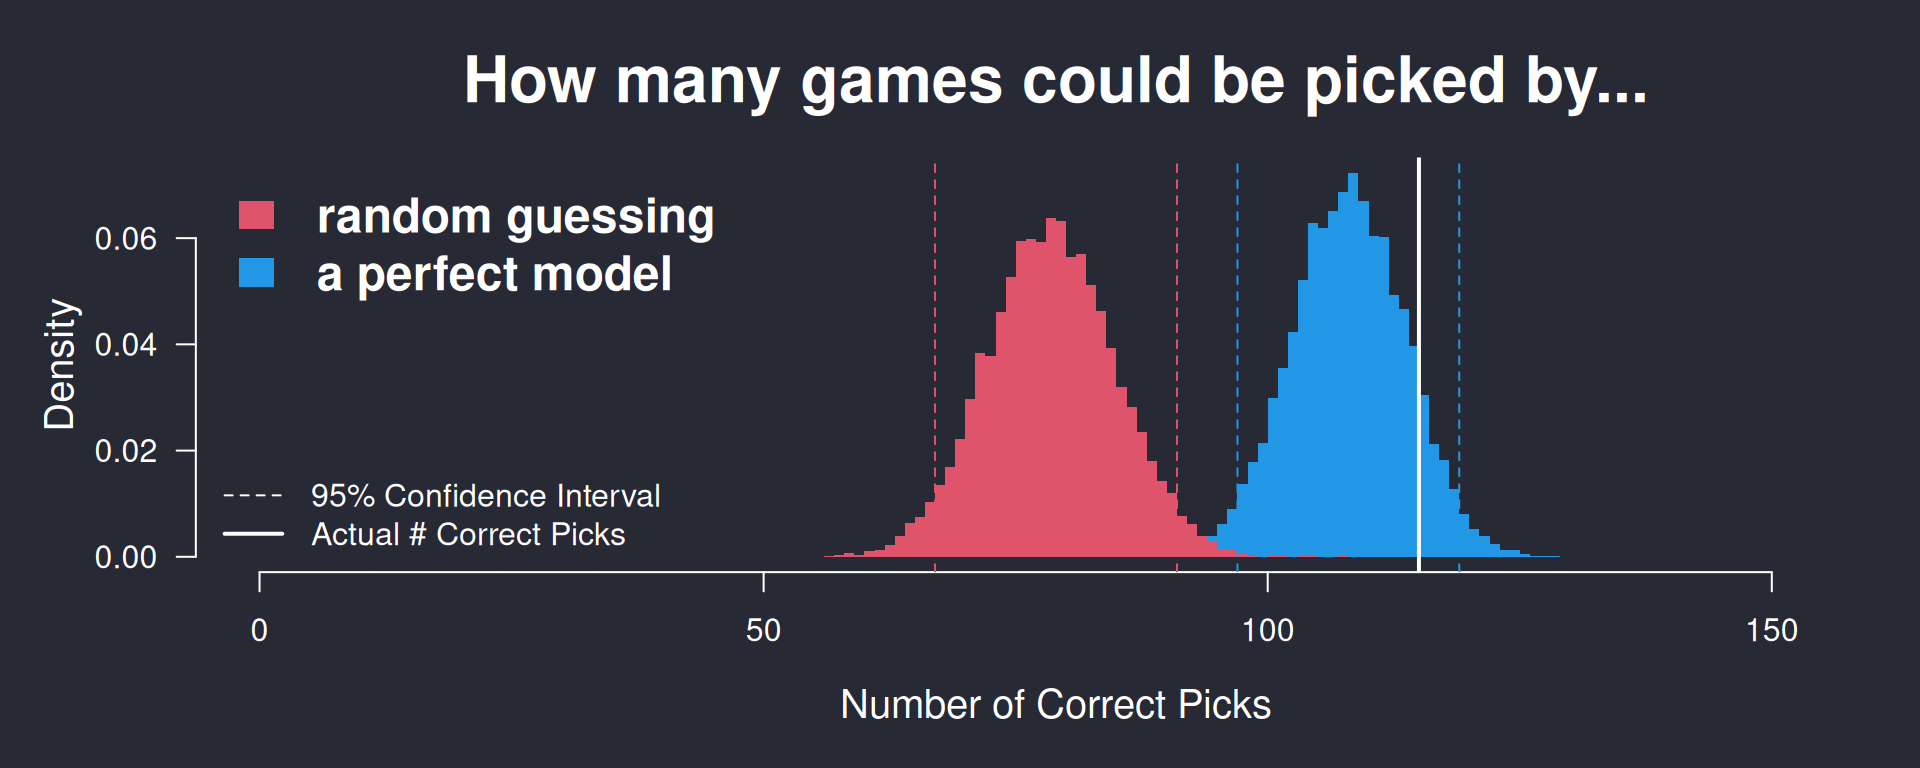 How many games could be picked by...
random guessing
a perfect model
95% Confidence Interval
Actual # Correct Picks
Density
0.06
0.04
0.02
0.00
0
50
100
150
Number of Correct Picks